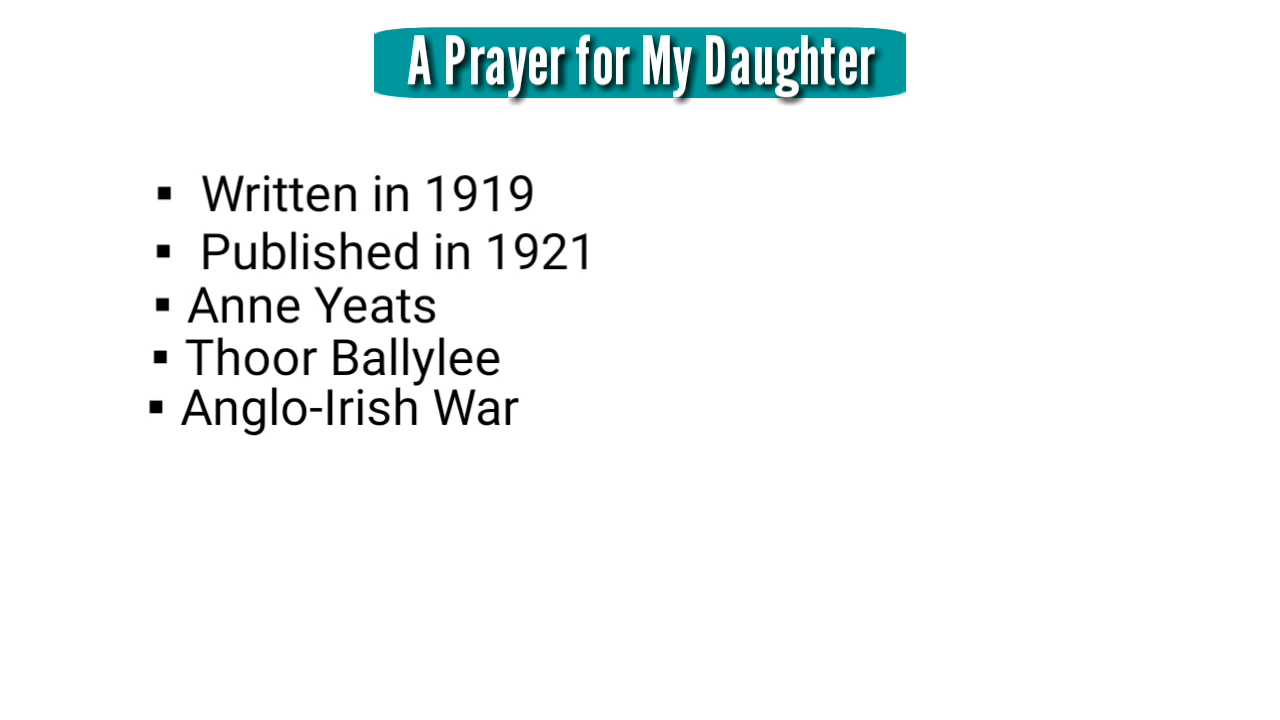 A Prayer for My Daughter
▪ Written in 1919
▪ Published in 1921
▪ Anne Yeats
▪ Thoor Ballylee
▪ Anglo-Irish War